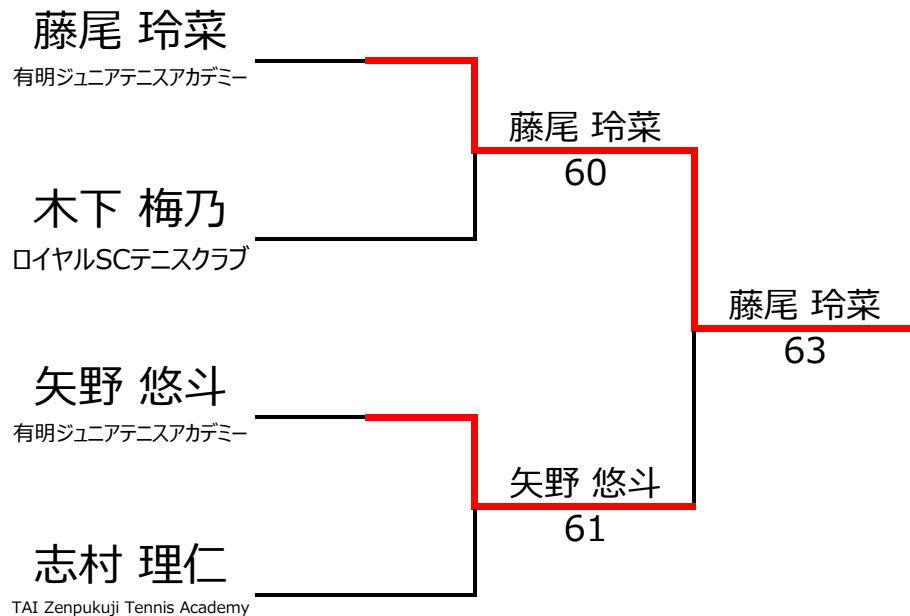 藤尾 玲菜
有明ジュニアテニスアカデミー
藤尾 玲菜
60
木下 梅乃
ロイヤルSCテニスクラブ
藤尾 玲菜
63
矢野 悠斗
有明ジュニアテニスアカデミー
矢野 悠斗
61
志村 理仁
TAI Zenpukuji Tennis Academy